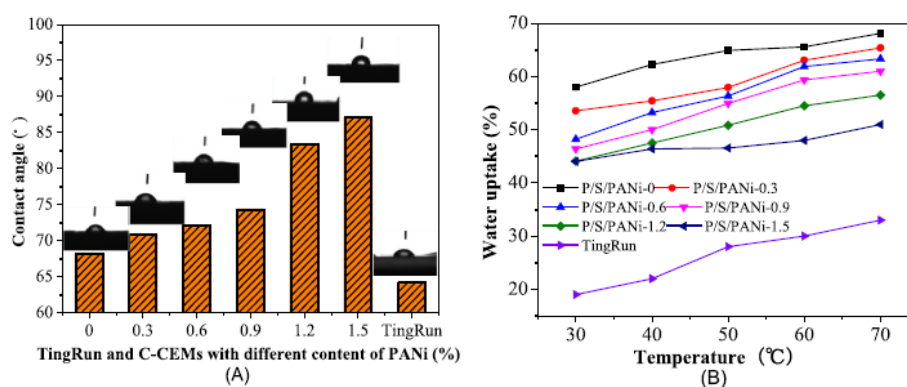 100
95
90
85
80
75
70
65
60
Contact angle (°)
0 0.3 0.6 0.9 1.2 1.5 TingRun
TingRun and C-CEMs with different content of PANi (%)
(A)
70
60
50
40
30
20
Water uptake (%)
P/S/PANi-0 P/S/PANi-0.3
P/S/PANi-0.6 P/S/PANi-0.9
P/S/PANi-1.2 P/S/PANi-1.5
TingRun
30 40 50 60 70
Temperature (℃)
(B)